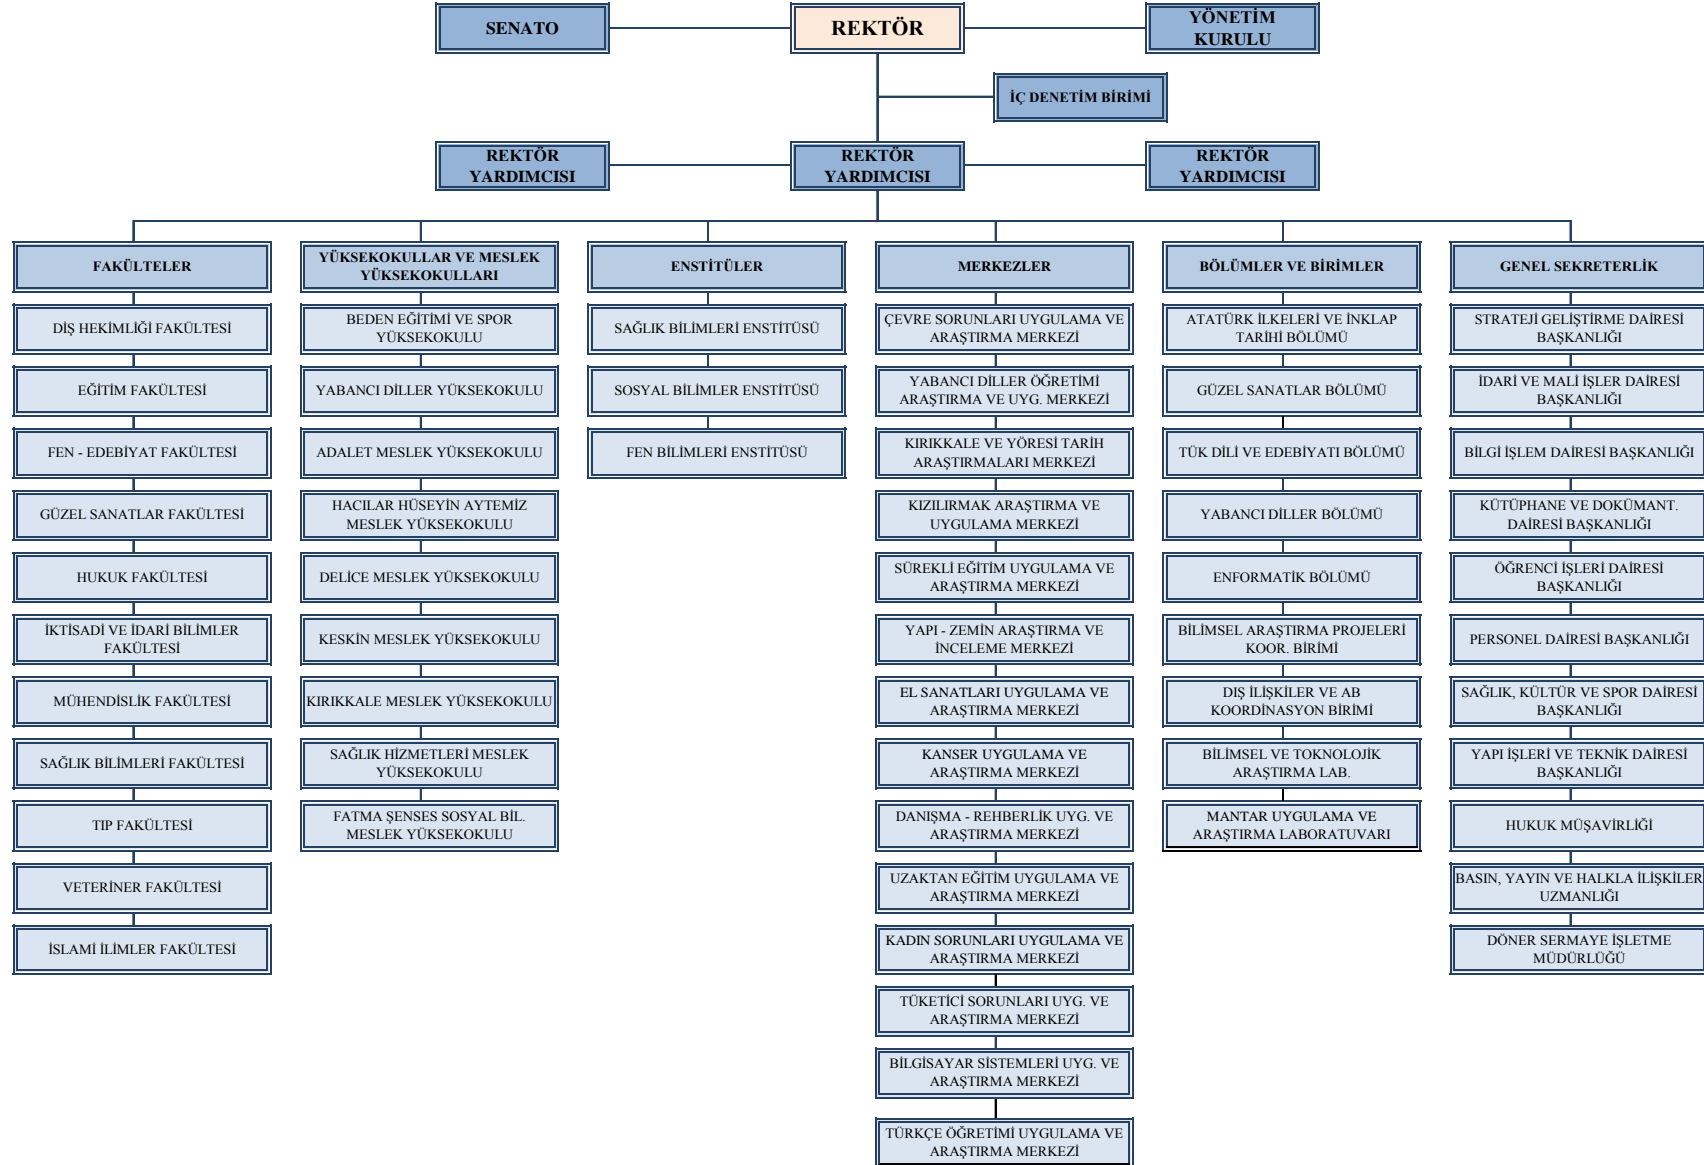 SENATO
REKTÖR
YÖNETİM
KURULU
İÇ DENETİM BİRİMİ
REKTÖR
YARDIMCISI
REKTÖR
YARDIMCISI
REKTÖR
YARDIMCISI
FAKÜLTELER
DİŞ HEKİMLİĞİ FAKÜLTESİ
EĞİTİM FAKÜLTESİ
FEN - EDEBİYAT FAKÜLTESİ
GÜZEL SANATLAR FAKÜLTESİ
HUKUK FAKÜLTESİ
İKTİSADİ VE İDARİ BİLİMLER
FAKÜLTESİ
MÜHENDİSLİK FAKÜLTESİ
SAĞLIK BİLİMLERİ FAKÜLTESİ
TIP FAKÜLTESİ
VETERİNER FAKÜLTESİ
İSLAMİ İLİMLER FAKÜLTESİ
YÜKSEKOKULLAR VE MESLEK
YÜKSEKOKULLARI
BEDEN EĞİTİMİ VE SPOR
YÜKSEKOKULU
YABANCI DİLLER YÜKSEKOKULU
ADALET MESLEK YÜKSEKOKULU
HACILAR HÜSEYİN AYTEMİZ
MESLEK YÜKSEKOKULU
DELİCE MESLEK YÜKSEKOKULU
KESKİN MESLEK YÜKSEKOKULU
KIRIKKALE MESLEK YÜKSEKOKULU
SAĞLIK HİZMETLERİ MESLEK
YÜKSEKOKULU
FATMA ŞENSES SOSYAL BİL.
MESLEK YÜKSEKOKULU
ENSTİTÜLER
SAĞLIK BİLİMLERİ ENSTİTÜSÜ
SOSYAL BİLİMLER ENSTİTÜSÜ
FEN BİLİMLERİ ENSTİTÜSÜ
MERKEZLER
ÇEVRE SORUNLARI UYGULAMA VE
ARAŞTIRMA MERKEZİ
YABANCI DİLLER ÖĞRETİMİ
ARAŞTIRMA VE UYG. MERKEZİ
KIRIKKALE VE YÖRESİ TARİH
ARAŞTIRMALARI MERKEZİ
KIZILIRMAK ARAŞTIRMA VE
UYGULAMA MERKEZİ
SÜREKLİ EĞİTİM UYGULAMA VE
ARAŞTIRMA MERKEZİ
YAPI - ZEMİN ARAŞTIRMA VE
İNCELEME MERKEZİ
EL SANATLARI UYGULAMA VE
ARAŞTIRMA MERKEZİ
KANSER UYGULAMA VE
ARAŞTIRMA MERKEZİ
DANIŞMA - REHBERLİK UYG. VE
ARAŞTIRMA MERKEZİ
UZAKTAN EĞİTİM UYGULAMA VE
ARAŞTIRMA MERKEZİ
KADIN SORUNLARI UYGULAMA VE
ARAŞTIRMA MERKEZİ
TÜKETİCİ SORUNLARI UYG. VE
ARAŞTIRMA MERKEZİ
BİLGİSAYAR SİSTEMLERİ UYG. VE
ARAŞTIRMA MERKEZİ
TÜRKÇE ÖĞRETİMİ UYGULAMA VE
ARAŞTIRMA MERKEZİ
BÖLÜMLER VE BİRİMLER
ATATÜRK İLKELERİ VE İNKLAP
TARİHİ BÖLÜMÜ
GÜZEL SANATLAR BÖLÜMÜ
TÜK DİLİ VE EDEBİYATI BÖLÜMÜ
YABANCI DİLLER BÖLÜMÜ
ENFORMATİK BÖLÜMÜ
BİLİMSEL ARAŞTIRMA PROJELERİ
KOOR. BİRİMİ
DIŞ İLİŞKİLER VE AB
KOORDİNASYON BİRİMİ
BİLİMSEL VE TOKNOLOJİK
ARAŞTIRMA LAB.
MANTAR UYGULAMA VE
ARAŞTIRMA LABORATUVARI
GENEL SEKRETERLİK
STRATEJİ GELİŞTİRME DAİRESİ
BAŞKANLIĞI
İDARİ VE MALİ İŞLER DAİRESİ
BAŞKANLIĞI
BİLGİ İŞLEM DAİRESİ BAŞKANLIĞI
KÜTÜPHANE VE DOKÜMANT.
DAİRESİ BAŞKANLIĞI
ÖĞRENCİ İŞLERİ DAİRESİ
BAŞKANLIĞI
PERSONEL DAİRESİ BAŞKANLIĞI
SAĞLIK, KÜLTÜR VE SPOR DAİRESİ
BAŞKANLIĞI
YAPI İŞLERİ VE TEKNİK DAİRESİ
BAŞKANLIĞI
HUKUK MÜŞAVİRLİĞİ
BASIN, YAYIN VE HALKLA İLİŞKİLER
UZMANLIĞI
DÖNER SERMAYE İŞLETME
MÜDÜRLÜĞÜ